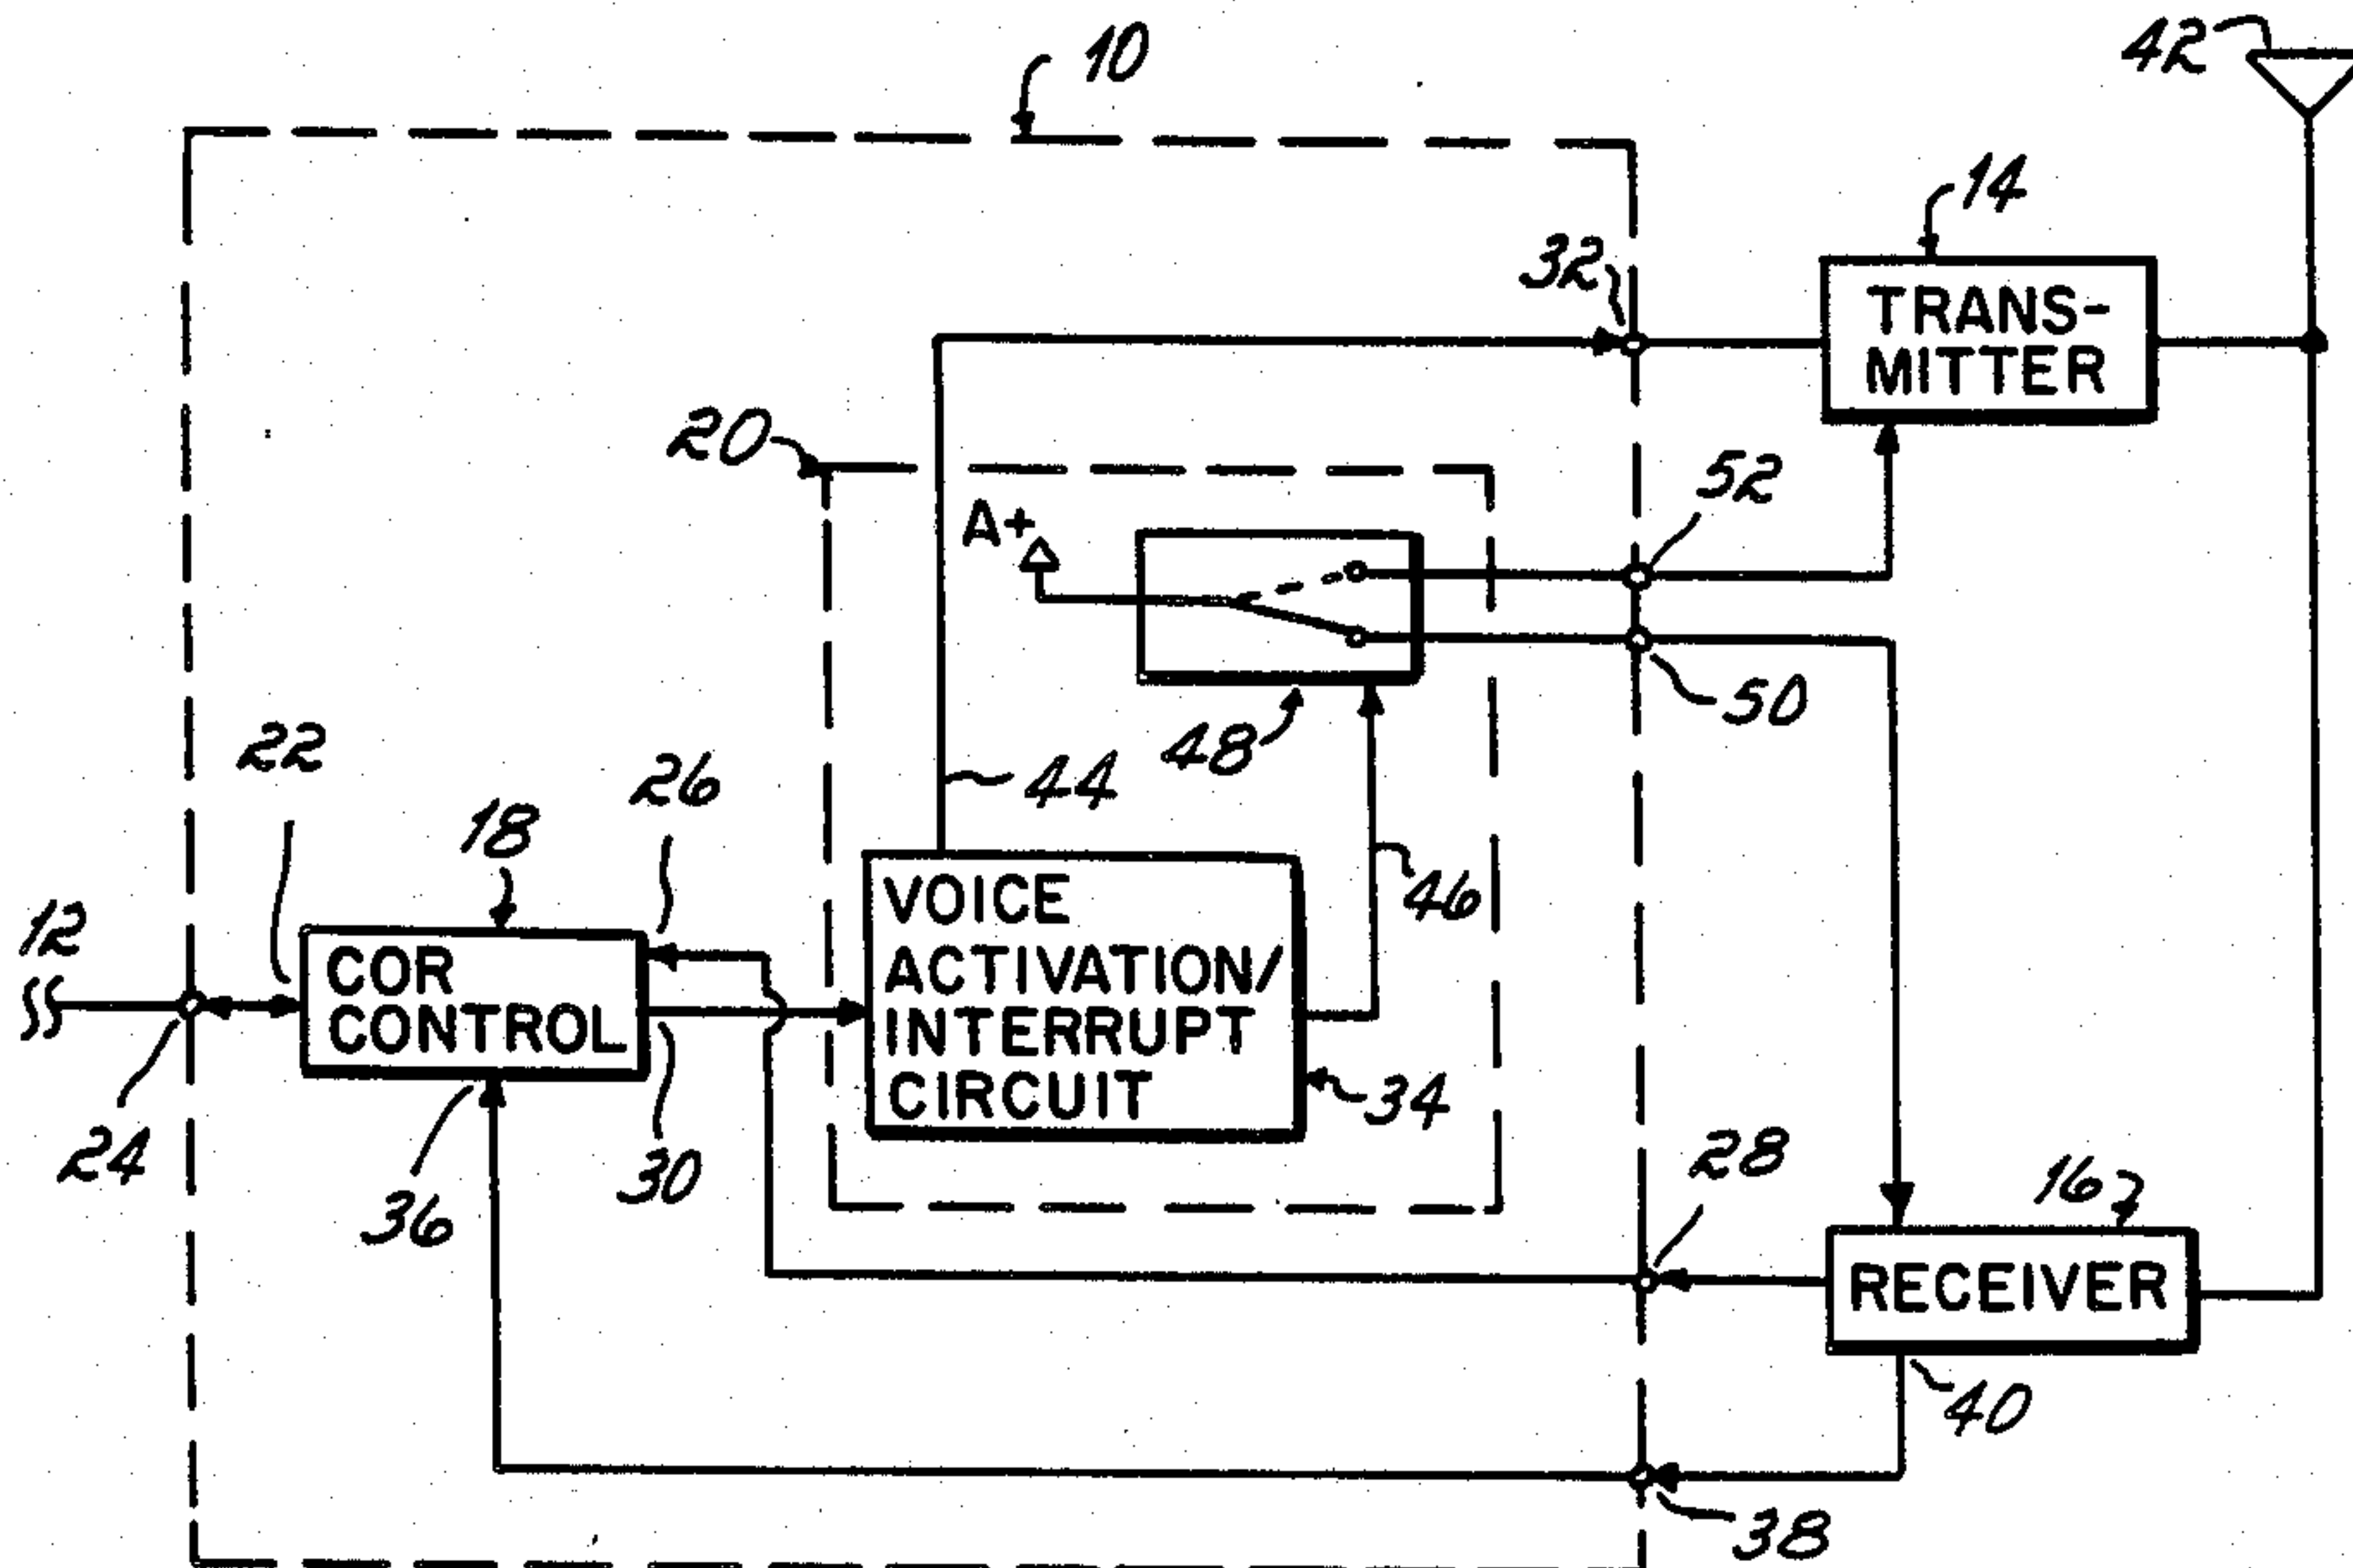 10
42
14
32
TRANS-
MITTER
20
52
A+
50
48
22
26
44
18
46
12
VOICE
ACTIVATION/
INTERRUPT
CIRCUIT
COR
CONTROL
34
24
30
28
36
16
RECEIVER
40
38